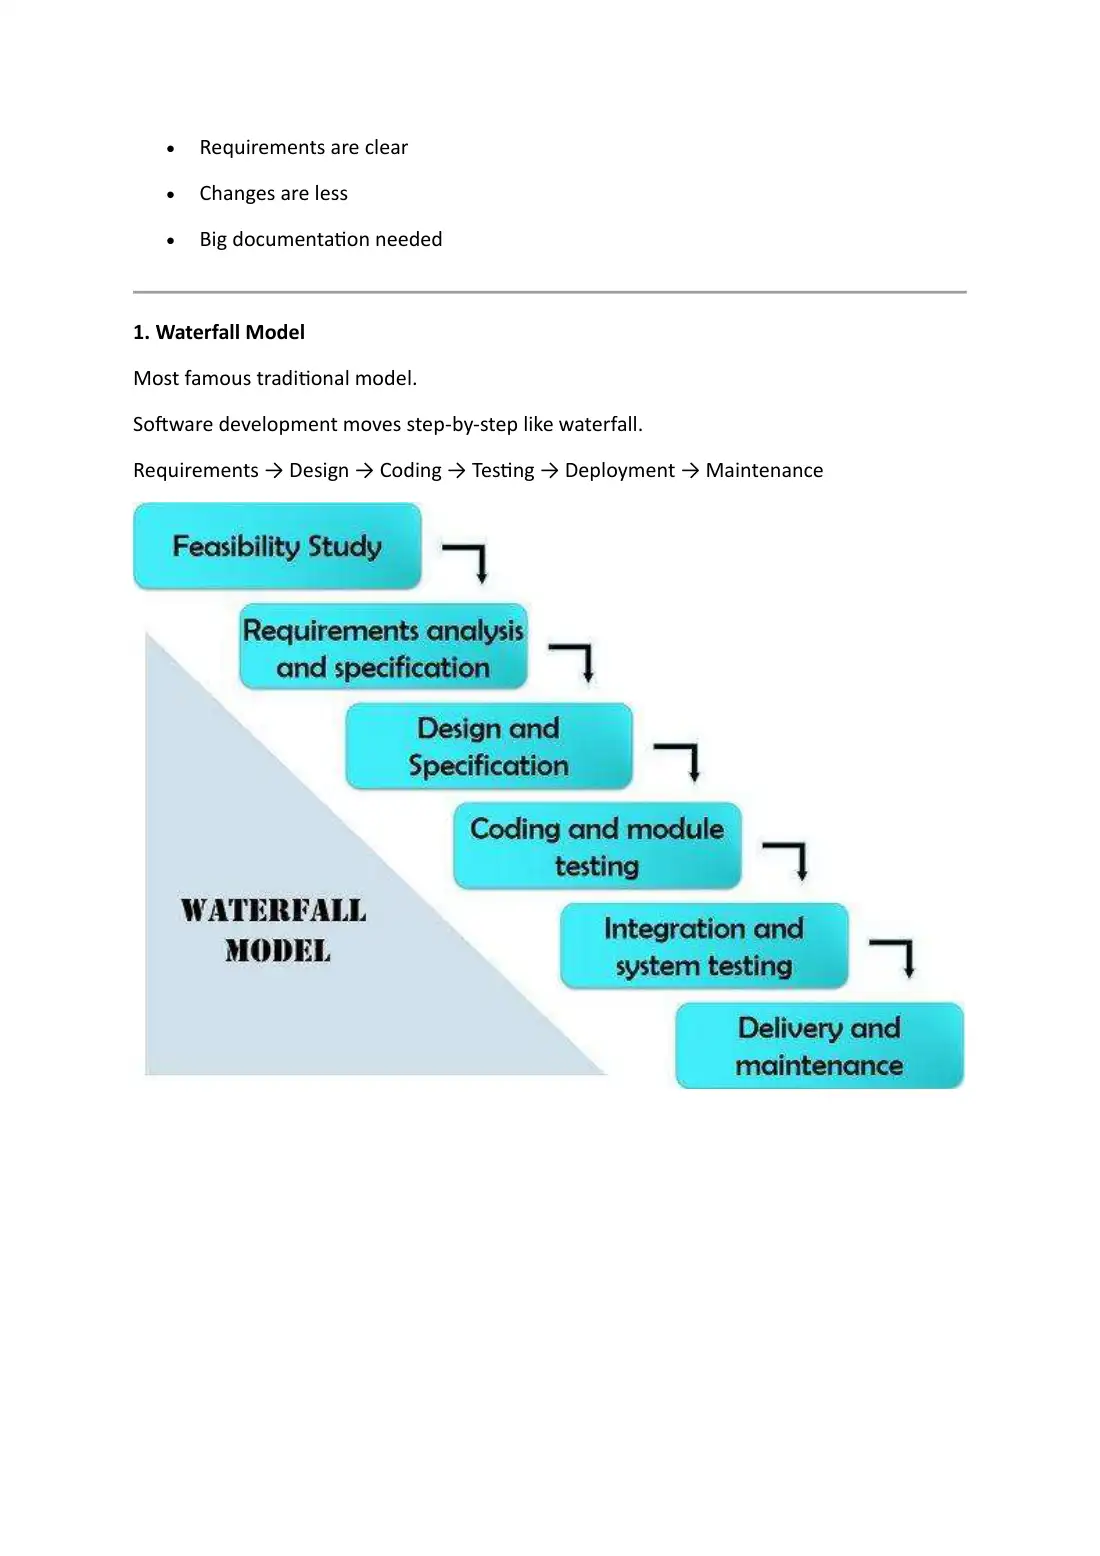 • Requirements are clear
• Changes are less
• Big documentation needed
1. Waterfall Model
Most famous traditional model.
Software development moves step-by-step like waterfall.
Requirements → Design → Coding → Testing → Deployment → Maintenance
Feasibility Study
Requirements analysis
and specification
Design and
Specification
Coding and module
testing
Integration and
system testing
Delivery and
maintenance
WATERFALL
MODEL